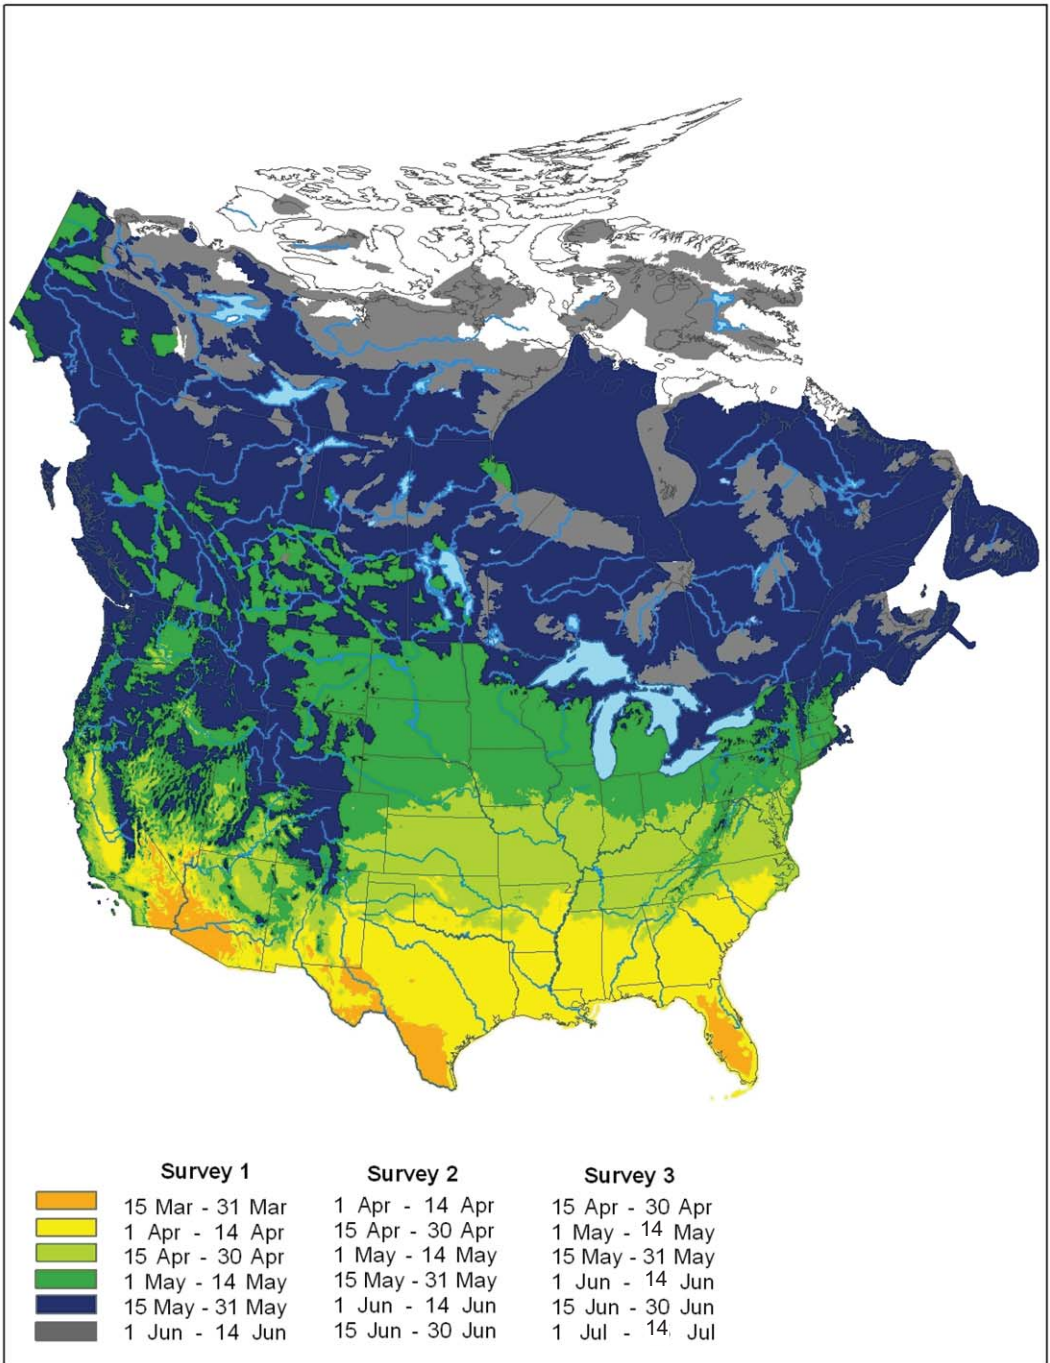 Survey 1 Survey 2 Survey 3
15 Mar - 31 Mar 1 Apr - 14 Apr 15 Apr - 30 Apr
1 Apr - 14 Apr 15 Apr - 30 Apr 1 May - 14 May
15 Apr - 30 Apr 1 May - 14 May 15 May - 31 May
1 May - 14 May 15 May - 31 May 1 Jun - 14 Jun
15 May - 31 May 1 Jun - 14 Jun 15 Jun - 30 Jun
1 Jun - 14 Jun 15 Jun - 30 Jun 1 Jul - 14 Jul